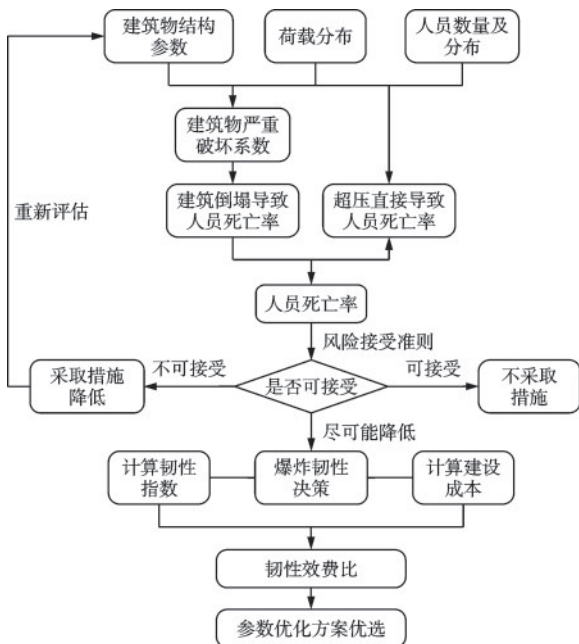 建筑物结构
参数
荷载分布
人员数量及
分布
建筑物严重
破坏系数
重新评估
建筑倒塌导致
人员死亡率
超压直接导致
人员死亡率
人员死亡率
风险接受准则
采取措施
降低
不可接受
是否可接受
可接受
不采取
措施
尽可能降低
计算韧性
指数
爆炸韧性
决策
计算建设
成本
韧性效费比
参数优化方案优选